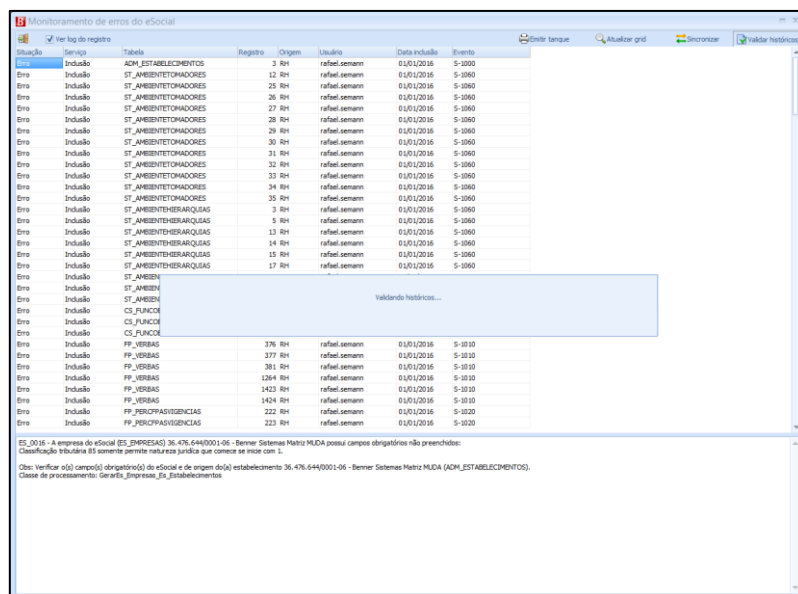 Monitoramento de erros do eSocial
Ver log do registro Emitir tanque Atualizar grid Sincronizar Validar históricos
Situação Serviço Tabela Registro Origem Usuário Data inclusão Evento
Erro Inclusão ADM_ESTABELECIMENTOS 3 RH rafael.semann 01/01/2016 S-1000
Erro Inclusão ST_AMBIENTETOMADORES 12 RH rafael.semann 01/01/2016 S-1060
Erro Inclusão ST_AMBIENTETOMADORES 25 RH rafael.semann 01/01/2016 S-1060
Erro Inclusão ST_AMBIENTETOMADORES 26 RH rafael.semann 01/01/2016 S-1060
Erro Inclusão ST_AMBIENTETOMADORES 27 RH rafael.semann 01/01/2016 S-1060
Erro Inclusão ST_AMBIENTETOMADORES 28 RH rafael.semann 01/01/2016 S-1060
Erro Inclusão ST_AMBIENTETOMADORES 29 RH rafael.semann 01/01/2016 S-1060
Erro Inclusão ST_AMBIENTETOMADORES 30 RH rafael.semann 01/01/2016 S-1060
Erro Inclusão ST_AMBIENTETOMADORES 31 RH rafael.semann 01/01/2016 S-1060
Erro Inclusão ST_AMBIENTETOMADORES 32 RH rafael.semann 01/01/2016 S-1060
Erro Inclusão ST_AMBIENTETOMADORES 33 RH rafael.semann 01/01/2016 S-1060
Erro Inclusão ST_AMBIENTETOMADORES 34 RH rafael.semann 01/01/2016 S-1060
Erro Inclusão ST_AMBIENTETOMADORES 35 RH rafael.semann 01/01/2016 S-1060
Erro Inclusão ST_AMBIENTEHIERARQUIAS 3 RH rafael.semann 01/01/2016 S-1060
Erro Inclusão ST_AMBIENTEHIERARQUIAS 5 RH rafael.semann 01/01/2016 S-1060
Erro Inclusão ST_AMBIENTEHIERARQUIAS 13 RH rafael.semann 01/01/2016 S-1060
Erro Inclusão ST_AMBIENTEHIERARQUIAS 14 RH rafael.semann 01/01/2016 S-1060
Erro Inclusão ST_AMBIENTEHIERARQUIAS 15 RH rafael.semann 01/01/2016 S-1060
Erro Inclusão ST_AMBIENTEHIERARQUIAS 17 RH rafael.semann 01/01/2016 S-1060
Erro Inclusão ST_AMBIEN
Erro Inclusão ST_AMBIEN
Erro Inclusão ST_AMBIEN
Validando históricos...
Erro Inclusão CS_FUNCOE
Erro Inclusão CS_FUNCOE
Erro Inclusão CS_FUNCOE
Erro Inclusão FP_VERBAS 376 RH rafael.semann 01/01/2016 S-1010
Erro Inclusão FP_VERBAS 377 RH rafael.semann 01/01/2016 S-1010
Erro Inclusão FP_VERBAS 381 RH rafael.semann 01/01/2016 S-1010
Erro Inclusão FP_VERBAS 1264 RH rafael.semann 01/01/2016 S-1010
Erro Inclusão FP_VERBAS 1423 RH rafael.semann 01/01/2016 S-1010
Erro Inclusão FP_VERBAS 1424 RH rafael.semann 01/01/2016 S-1010
Erro Inclusão FP_PERCFPASVIGENCIAS 222 RH rafael.semann 01/01/2016 S-1020
Erro Inclusão FP_PERCFPASVIGENCIAS 223 RH rafael.semann 01/01/2016 S-1020
ES_0016 - A empresa do eSocial (ES_EMPRESAS) 36.476.644/0001-06 - Benner Sistemas Matriz MUDA possui campos obrigatórios não preenchidos:
Classificação tributária 85 somente permite natureza jurídica que comece se inicie com 1.
Obs: Verificar o(s) campo(s) obrigatório(s) do eSocial e de origem do(a) estabelecimento 36.476.644/0001-06 - Benner Sistemas Matriz MUDA (ADM_ESTABELECIMENTOS).
Classe de processamento: GerarEs_Empresas_Es_Estabelecimentos